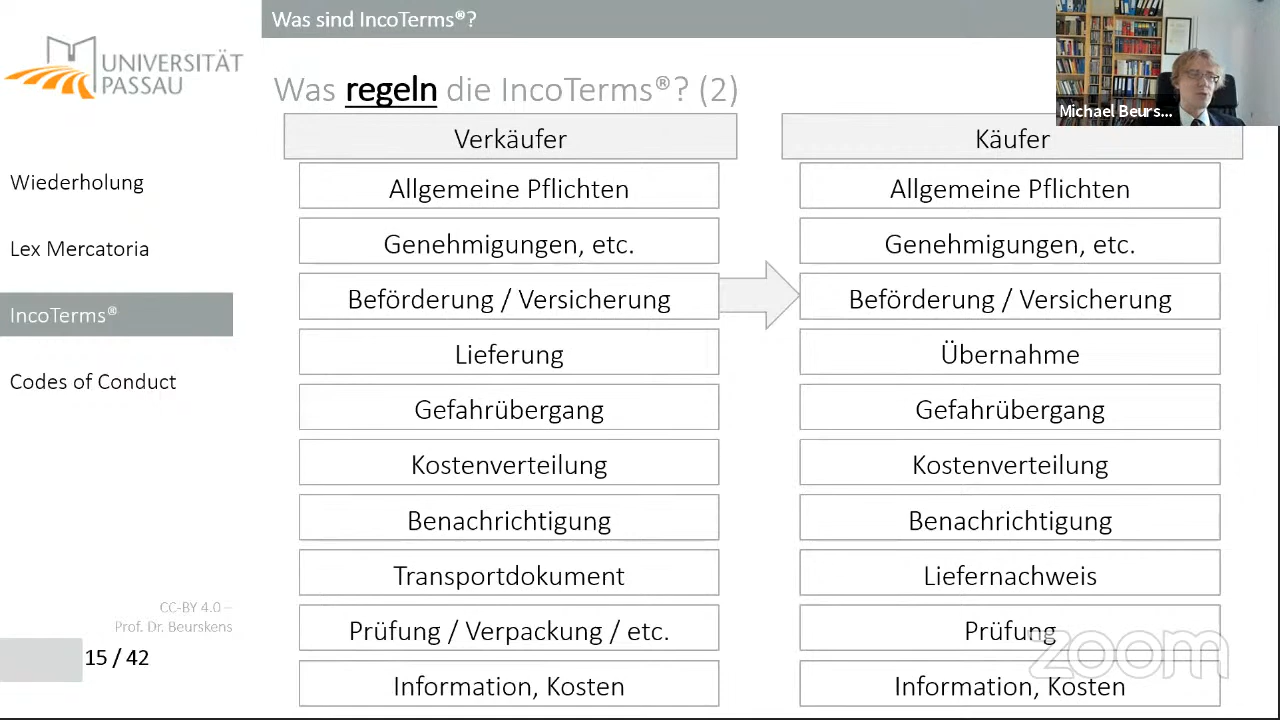 Was sind IncoTerms®?
UNIVERSITÄT
PASSAU
Was regeln die IncoTerms®? (2)
Michael Beurs...
Verkäufer
Käufer
Wiederholung
Lex Mercatoria
IncoTerms®
Codes of Conduct
Allgemeine Pflichten
Allgemeine Pflichten
Genehmigungen, etc.
Genehmigungen, etc.
Beförderung / Versicherung
Beförderung / Versicherung
Lieferung
Übernahme
Gefahrübergang
Gefahrübergang
Kostenverteilung
Kostenverteilung
Benachrichtigung
Benachrichtigung
Transportdokument
Liefernachweis
Prüfung / Verpackung / etc.
Prüfung
Information, Kosten
Information, Kosten
CC-BY 4.0 –
Prof. Dr. Beurskens
15 / 42
zoom